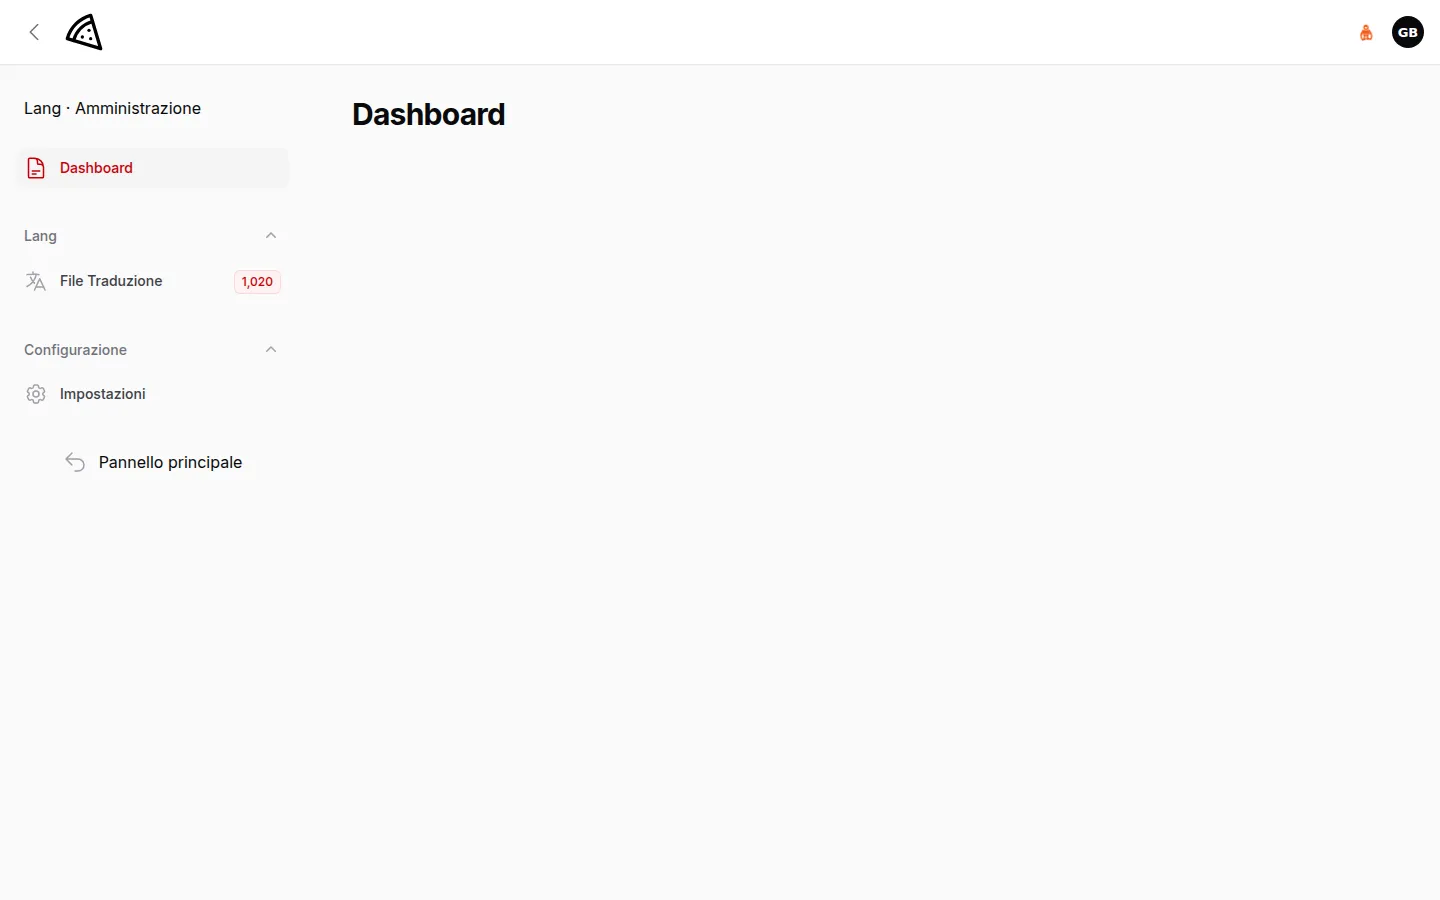 GB
Lang · Amministrazione
Dashboard
Dashboard
Lang
File Traduzione
1,020
Configurazione
Impostazioni
Pannello principale